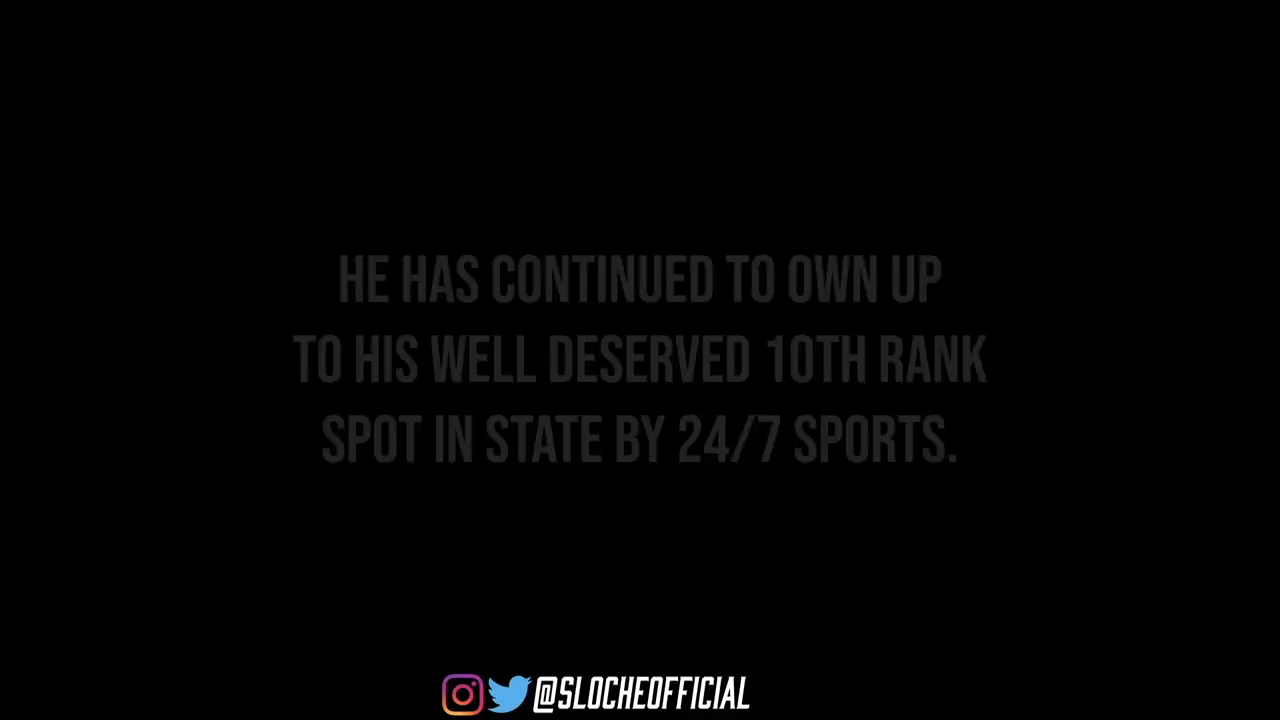 HE HAS CONTINUED TO OWN UP
TO HIS WELL DESERVED 10TH RANK
SPOT IN STATE BY 24/7 SPORTS.
@SLOCHEOFFICIAL